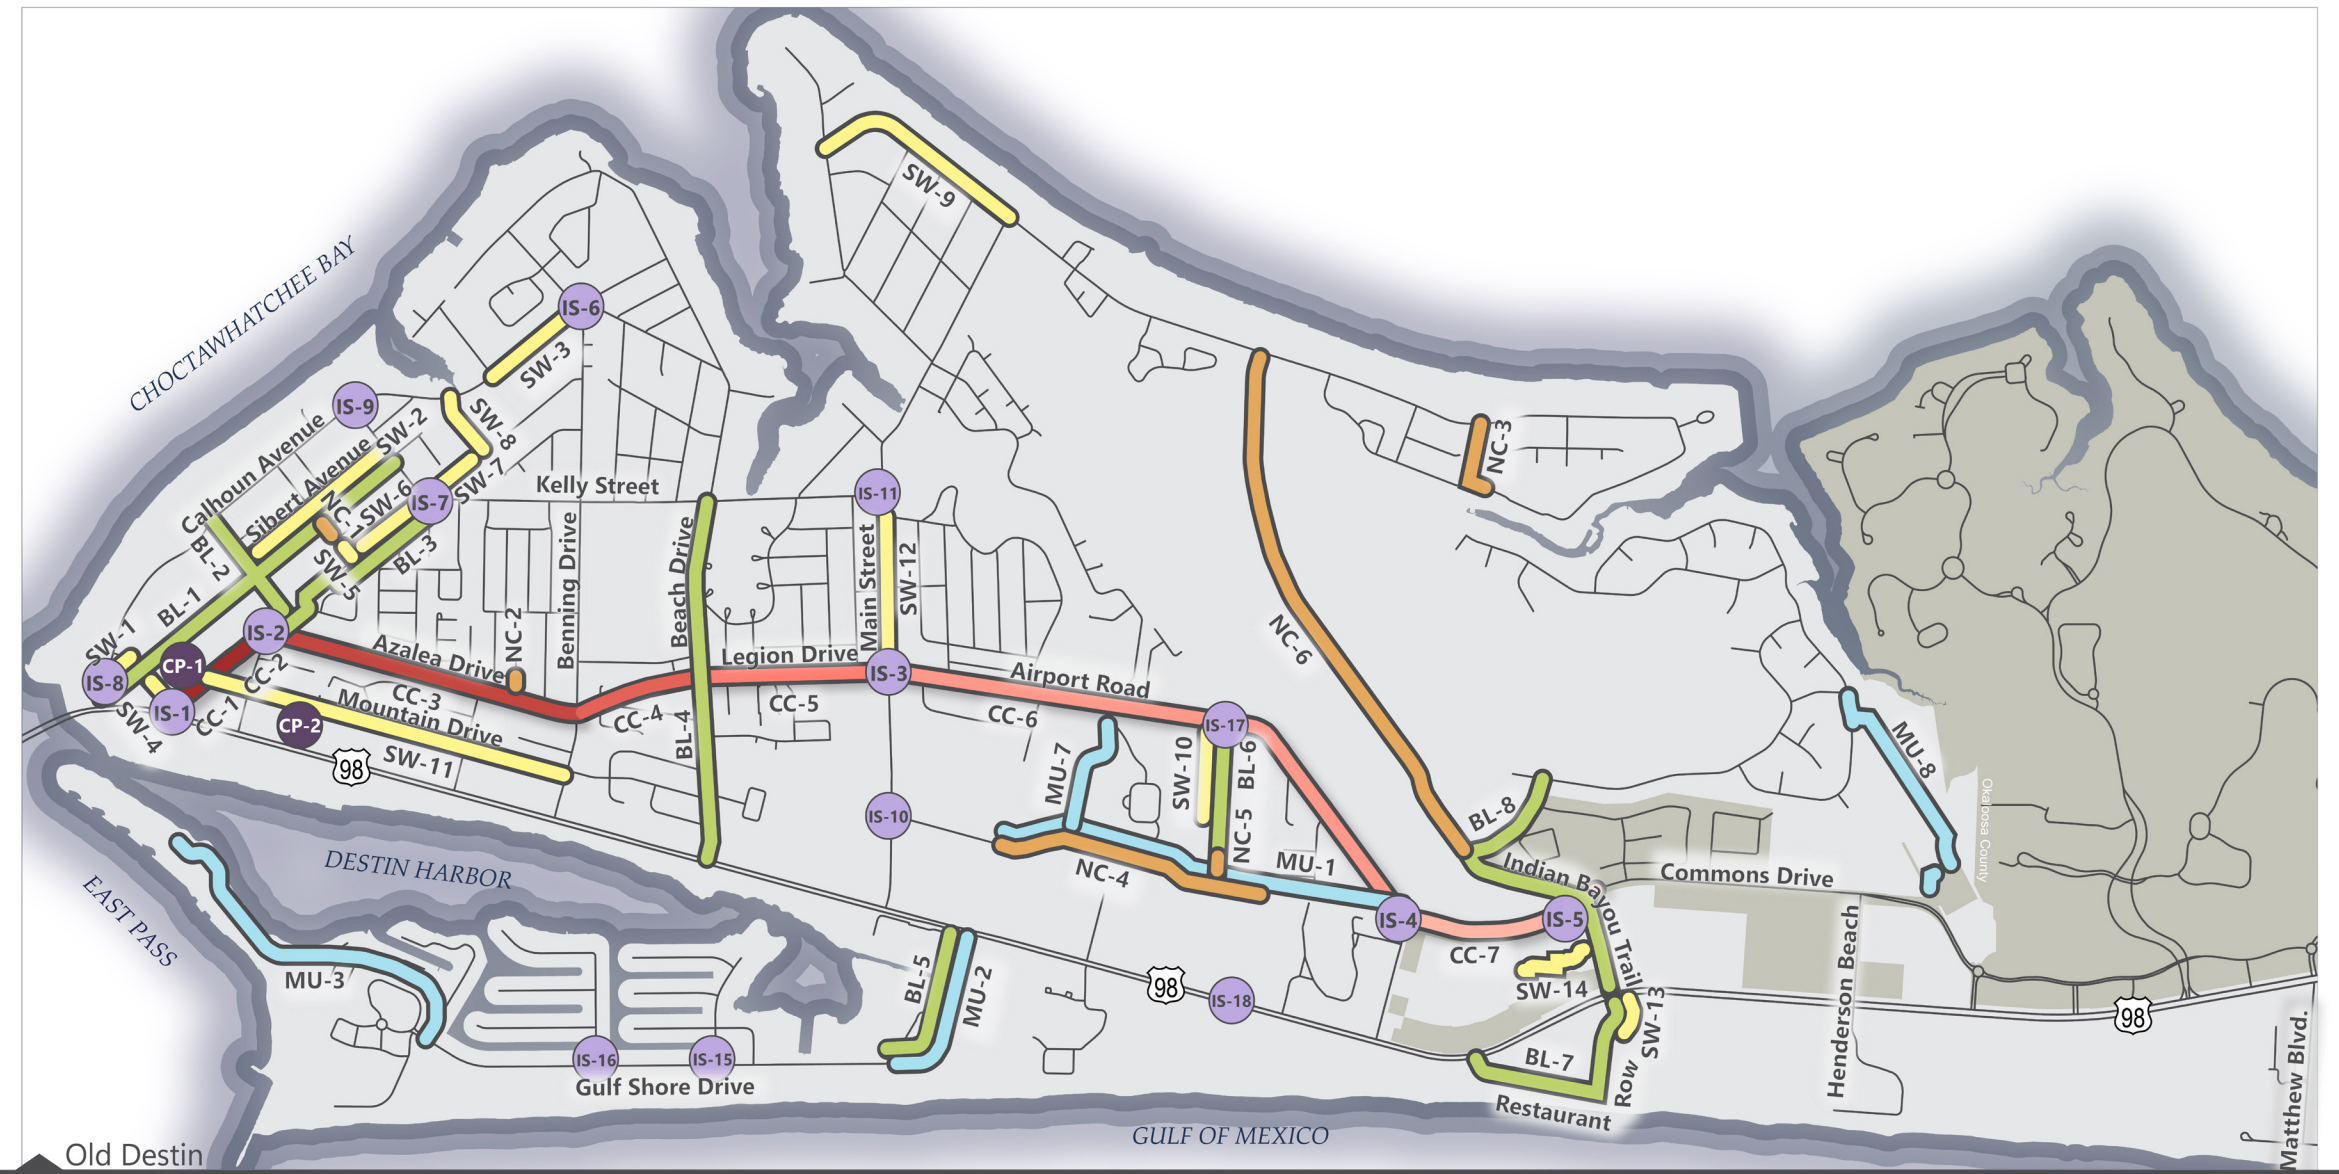 SW-9
CHOCTAWHATCHEE BAY
IS-6
SW-3
IS-9
SW-2
SW-8
Calhoun Avenue
Sibert Avenue
SW-7
NC-1
SW-6
IS-7
Kelly Street
IS-11
NC-3
BL-2
SW-5
BL-3
BL-1
Benning Drive
Beach Drive
Main Street
SW-12
SW-1
IS-2
NC-2
NC-6
CP-1
Azalea Drive
Legion Drive
IS-3
Airport Road
IS-8
CC-2
CC-3
IS-1
CC-1
SW-4
CP-2
Mountain Drive
CC-4
CC-5
CC-6
IS-17
BL-4
SW-11
98
MU-7
SW-10
BL-6
MU-8
Okaloosa County
BL-8
IS-10
NC-5
MU-1
NC-4
DESTIN HARBOR
EAST PASS
Indian Bayou Trail
Commons Drive
IS-4
IS-5
CC-7
SW-14
MU-3
BL-5
MU-2
98
IS-18
SW-13
Henderson Beach
98
IS-16
IS-15
Gulf Shore Drive
BL-7
Restaurant
Row
Matthew Blvd.
GULF OF MEXICO
Old Destin